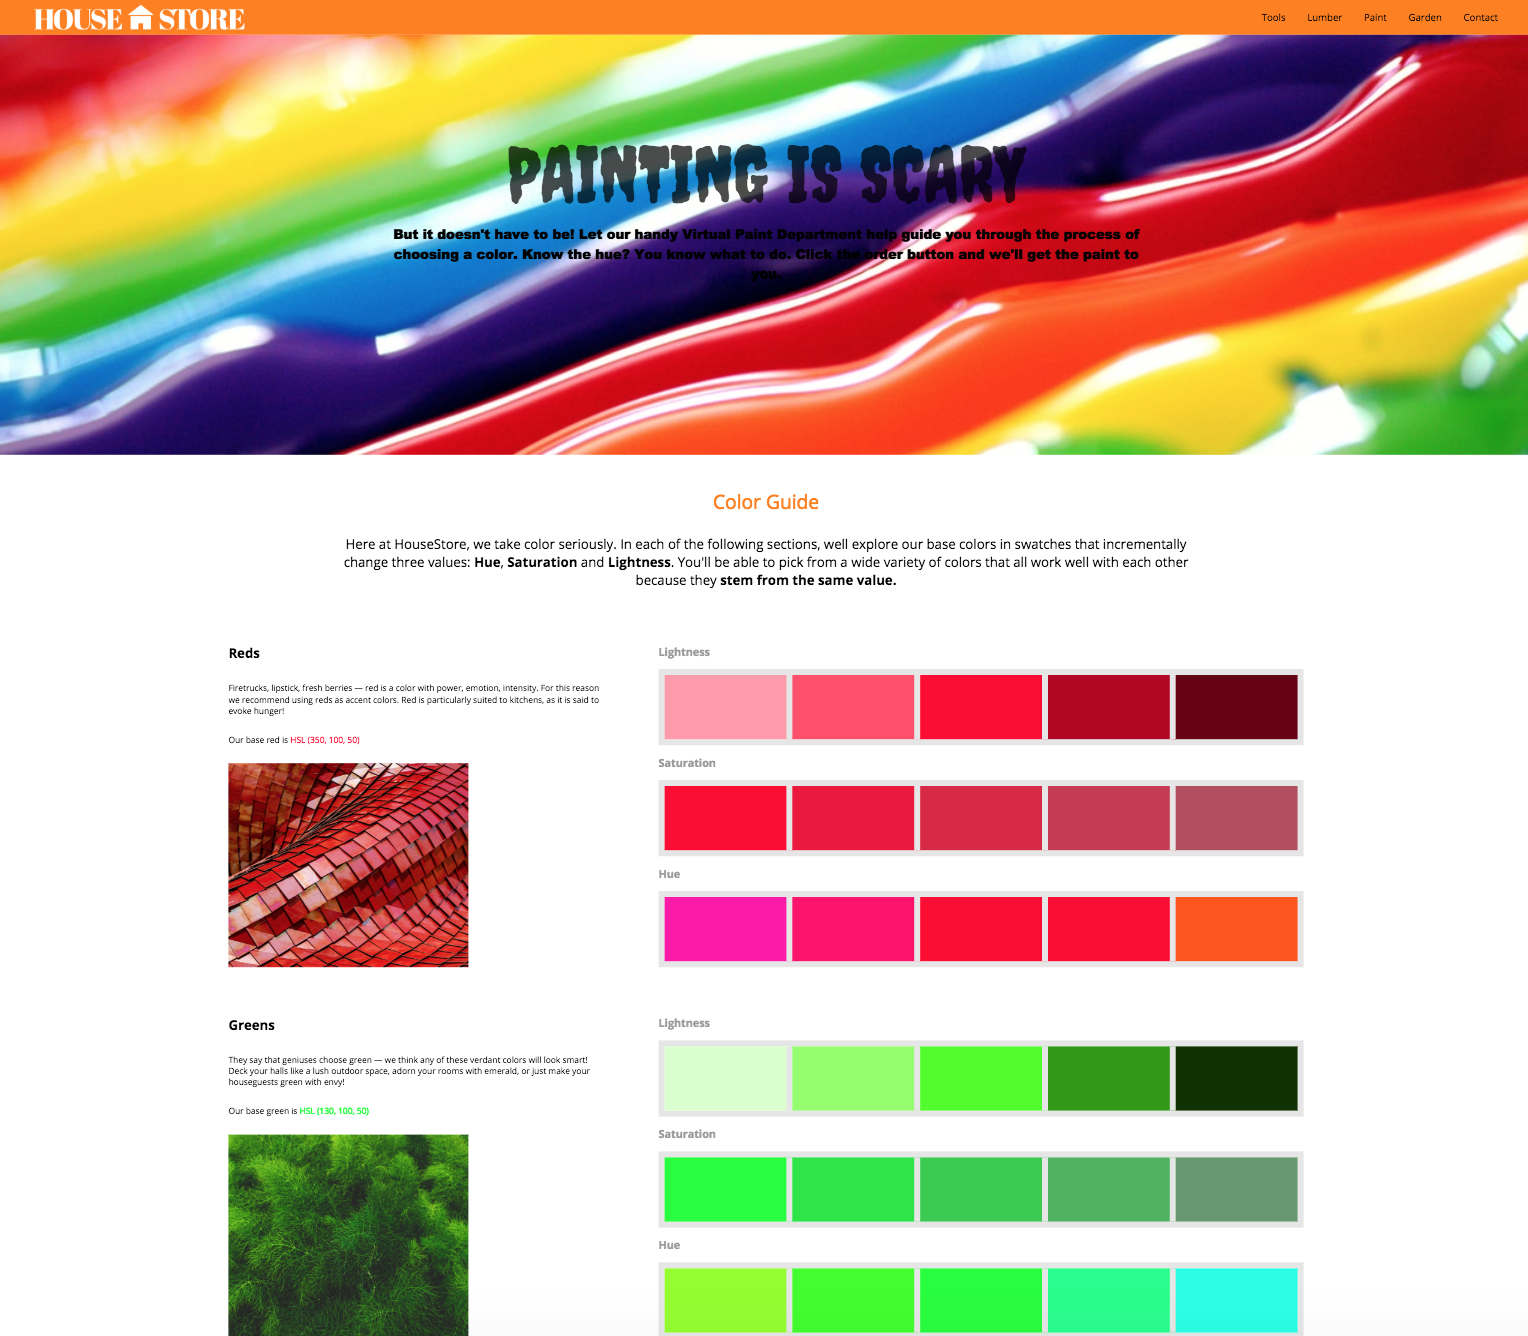 HOUSE STORE
Tools Lumber Paint Garden Contact
PAINTING IS SCARY
But it doesn't have to be! Let our handy Virtual Paint Department help guide you through the process of
choosing a color. Know the hue? You know what to do. Click the order button and we'll get the paint to
you.
Color Guide
Here at HouseStore, we take color seriously. In each of the following sections, well explore our base colors in swatches that incrementally
change three values: Hue, Saturation and Lightness. You'll be able to pick from a wide variety of colors that all work well with each other
because they stem from the same value.
Reds
Firetrucks, lipstick, fresh berries — red is a color with power, emotion, intensity. For this reason
we recommend using reds as accent colors. Red is particularly suited to kitchens, as it is said to
evoke hunger!
Our base red is HSL (350, 100, 50)
Lightness
Saturation
Hue
Greens
They say that geniuses choose green — we think any of these verdant colors will look smart!
Deck your halls like a lush outdoor space, adorn your rooms with emerald, or just make your
houseguests green with envy!
Our base green is HSL (130, 100, 50)
Lightness
Saturation
Hue